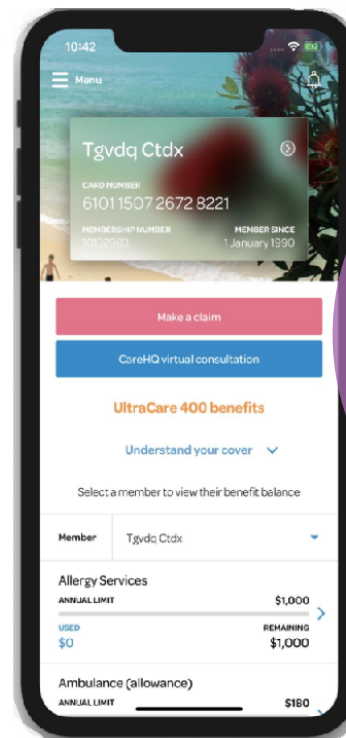 10:42
Menu
Tgvdq Ctdx
CARD NUMBER
6101 1507 2672 8221
MEMBERSHIP NUMBER MEMBER SINCE
10132983 1 January 1990
Make a claim
CareHQ virtual consultation
UltraCare 400 benefits
Understand your cover
Select a member to view their benefit balance
Member Tgvdq Ctdx
Allergy Services
ANNUAL LIMIT $1,000
USED REMAINING
$0 $1,000
Ambulance (allowance)
ANNUAL LIMIT $180